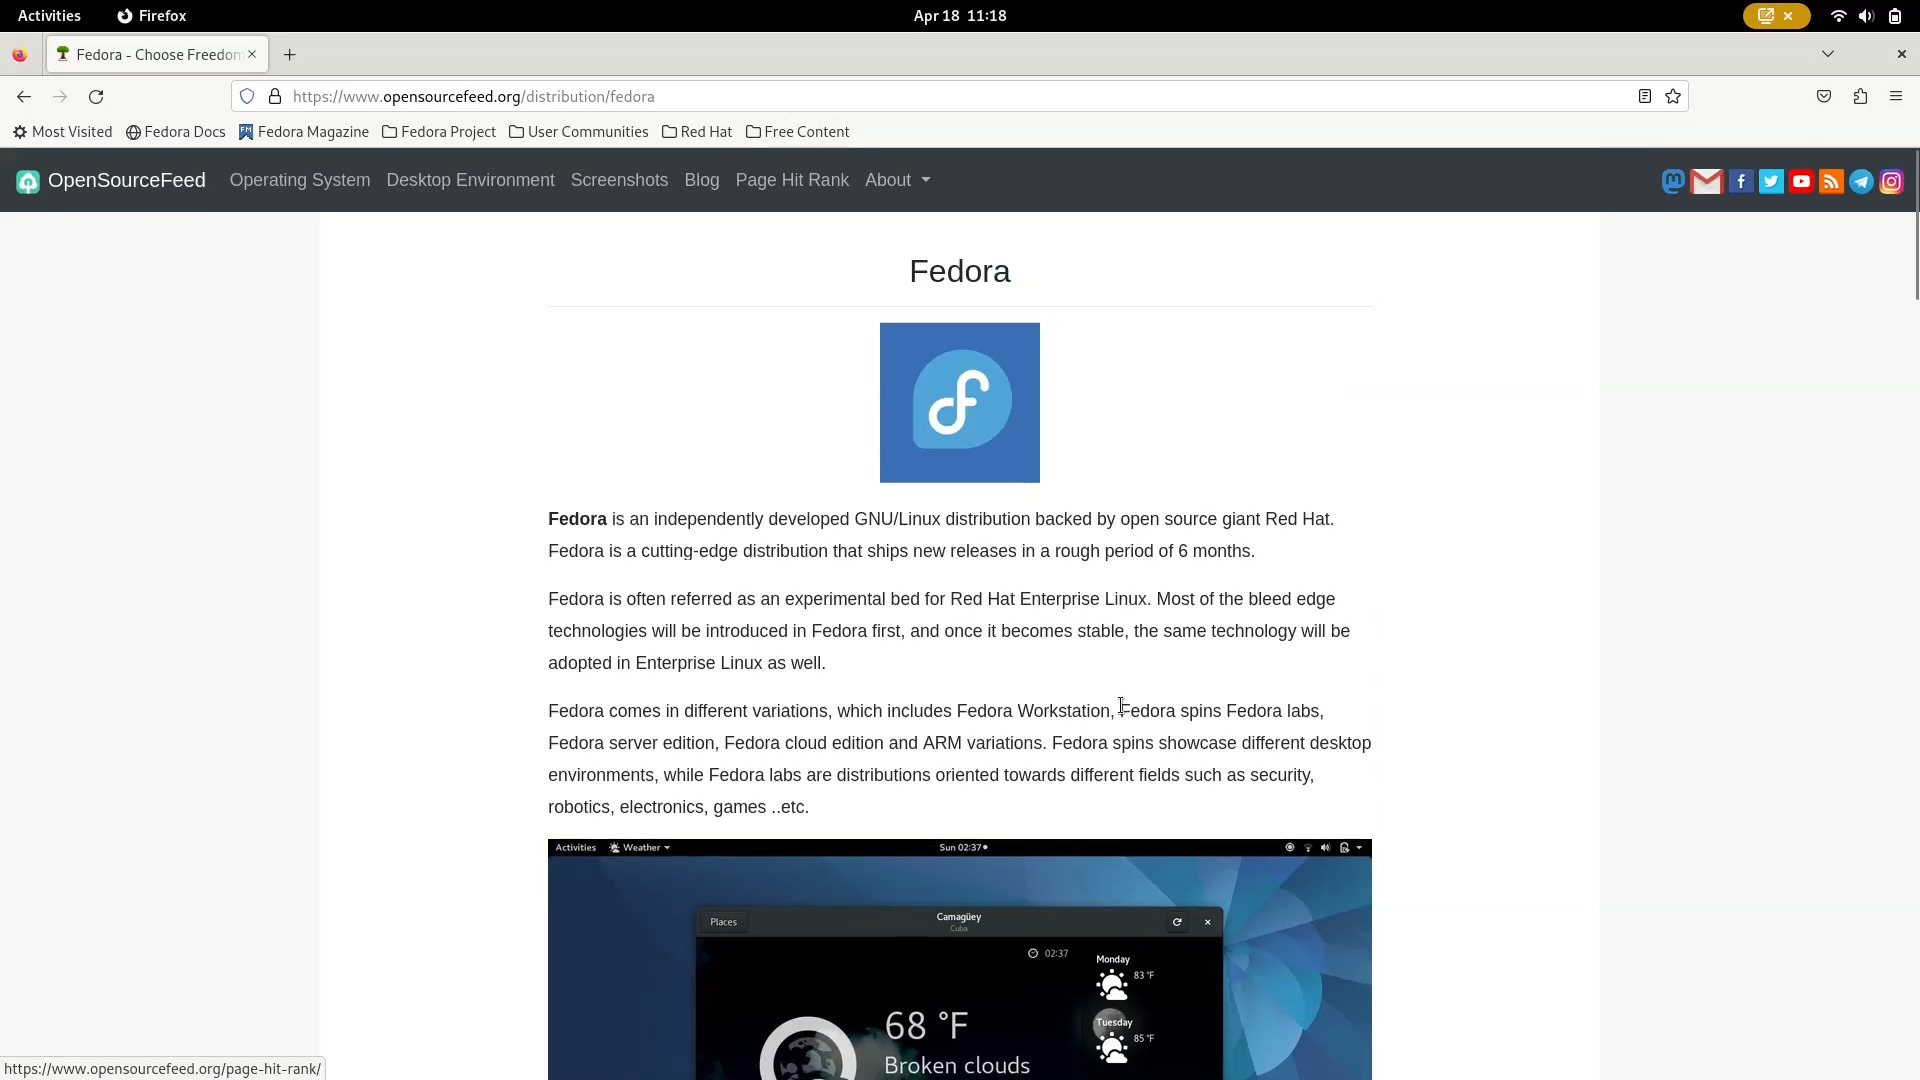 Activities Firefox Apr 18 11:18
Fedora - Choose Freedom
https://www.opensourcefeed.org/distribution/fedora
Most Visited Fedora Docs Fedora Magazine Fedora Project User Communities Red Hat Free Content
OpenSourceFeed Operating System Desktop Environment Screenshots Blog Page Hit Rank About
Fedora
Fedora is an independently developed GNU/Linux distribution backed by open source giant Red Hat.
Fedora is a cutting-edge distribution that ships new releases in a rough period of 6 months.
Fedora is often referred as an experimental bed for Red Hat Enterprise Linux. Most of the bleed edge
technologies will be introduced in Fedora first, and once it becomes stable, the same technology will be
adopted in Enterprise Linux as well.
Fedora comes in different variations, which includes Fedora Workstation, Fedora spins Fedora labs,
Fedora server edition, Fedora cloud edition and ARM variations. Fedora spins showcase different desktop
environments, while Fedora labs are distributions oriented towards different fields such as security,
robotics, electronics, games ..etc.
Activities Weather Sun 02:37
Places Camagüey
Cuba
02:37
Monday
83 °F
68 °F
Tuesday
85 °F
Broken clouds
https://www.opensourcefeed.org/page-hit-rank/